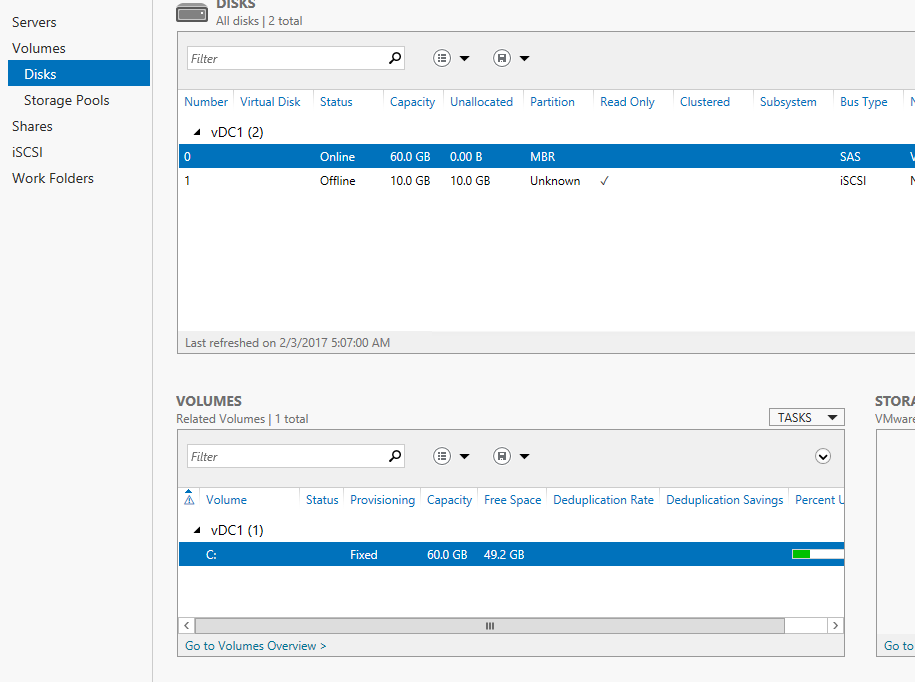 Servers
Volumes
Disks
Storage Pools
Shares
iSCSI
Work Folders
DISKS
All disks | 2 total
Filter
Number Virtual Disk Status Capacity Unallocated Partition Read Only Clustered Subsystem Bus Type N
vDC1 (2)
0 Online 60.0 GB 0.00 B MBR SAS V
1 Offline 10.0 GB 10.0 GB Unknown ✓ iSCSI N
Last refreshed on 2/3/2017 5:07:00 AM
VOLUMES
Related Volumes | 1 total
TASKS
Filter
Volume Status Provisioning Capacity Free Space Deduplication Rate Deduplication Savings Percent U
vDC1 (1)
C: Fixed 60.0 GB 49.2 GB
Go to Volumes Overview >
STORA
VMware
Go to